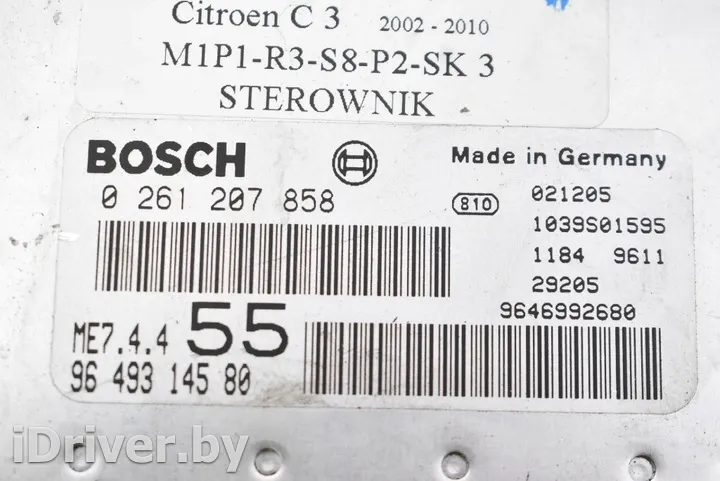 Citroen C 3 2002 - 2010
M1P1-R3-S8-P2-SK 3
STEROWNIK
BOSCH
Made in Germany
0 261 207 858
810
021205
1039S01595
1184 9611
29205
9646992680
ME7.4.4 55
96 493 145 80
iDriver.by